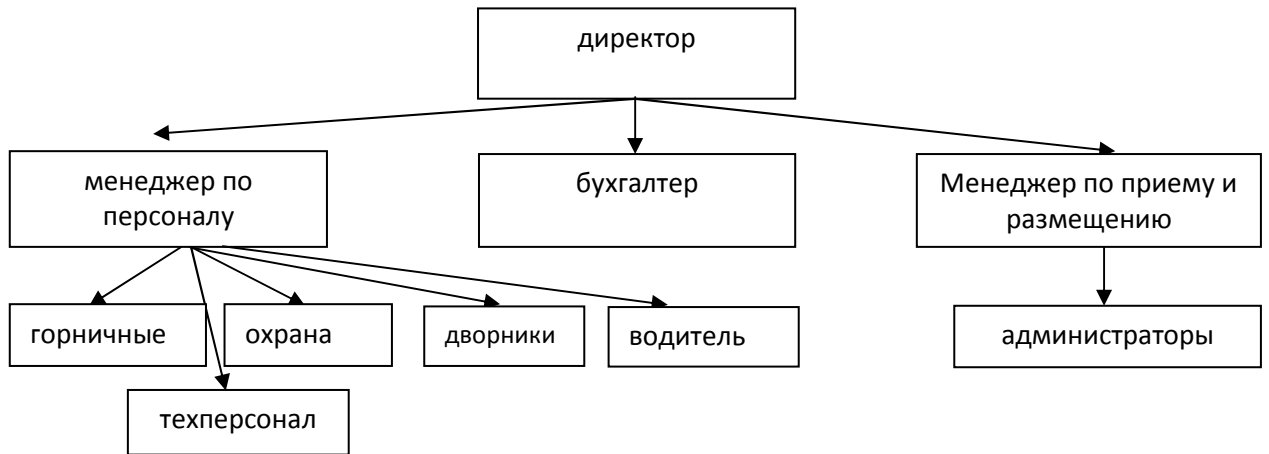 директор
менеджер по
персоналу
бухгалтер
Менеджер по приему и
размещению
горничные
охрана
дворники
водитель
администраторы
техперсонал